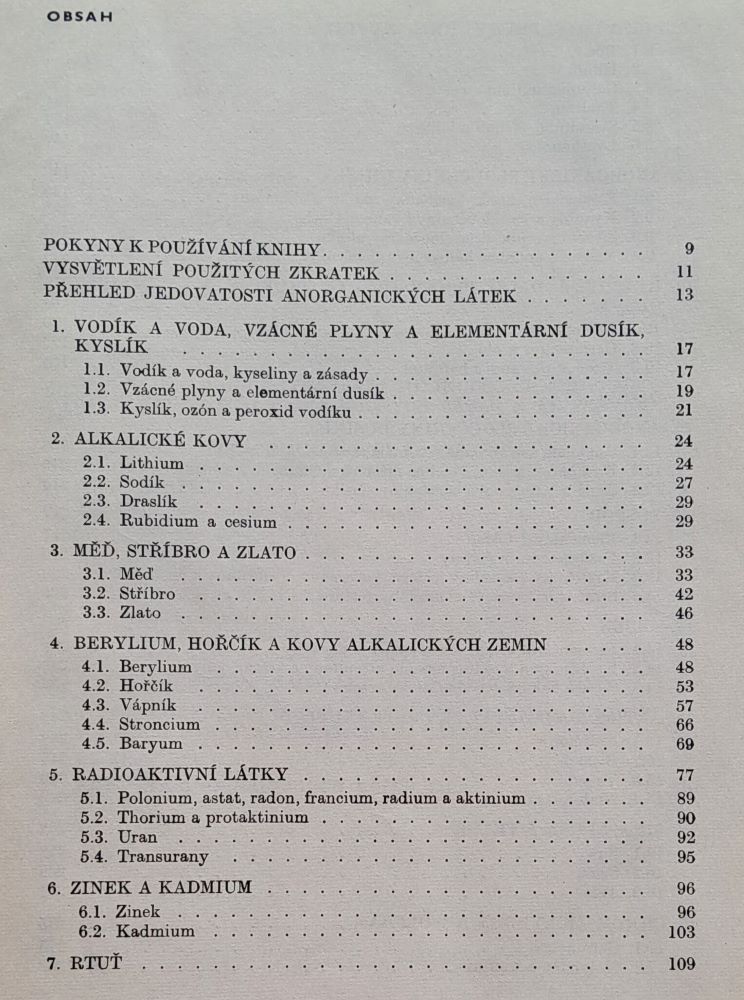 OBSAH
POKYNY K POUŽÍVÁNÍ KNIHY. . . . . . . . . . . . . . . . 9
VYSVĚTLENÍ POUŽITÝCH ZKRATEK . . . . . . . . . . . . 11
PŘEHLED JEDOVATOSTI ANORGANICKÝCH LÁTEK . . . . . . . 13
1. VODÍK A VODA, VZÁCNÉ PLYNY A ELEMENTÁRNÍ DUSÍK,
KYSLÍK . . . . . . . . . . . . . . . . . . . . . . 17
1.1. Vodík a voda, kyseliny a zásady . . . . . . . . . . . . . 17
1.2. Vzácné plyny a elementární dusík . . . . . . . . . . . . 19
1.3. Kyslík, ozón a peroxid vodíku . . . . . . . . . . . . . . 21
2. ALKALICKÉ KOVY . . . . . . . . . . . . . . . . . . 24
2.1. Lithium . . . . . . . . . . . . . . . . . . . . . . 24
2.2. Sodík . . . . . . . . . . . . . . . . . . . . . . 27
2.3. Draslík . . . . . . . . . . . . . . . . . . . . . . 29
2.4. Rubidium a cesium . . . . . . . . . . . . . . . . . 29
3. MĚĎ, STŘÍBRO A ZLATO . . . . . . . . . . . . . . . . 33
3.1. Měď . . . . . . . . . . . . . . . . . . . . . . 33
3.2. Stříbro . . . . . . . . . . . . . . . . . . . . . . 42
3.3. Zlato . . . . . . . . . . . . . . . . . . . . . . 46
4. BERYLIUM, HOŘČÍK A KOVY ALKALICKÝCH ZEMIN . . . . . 48
4.1. Berylium . . . . . . . . . . . . . . . . . . . . . 48
4.2. Hořčík . . . . . . . . . . . . . . . . . . . . . . 53
4.3. Vápník . . . . . . . . . . . . . . . . . . . . . . 57
4.4. Stroncium . . . . . . . . . . . . . . . . . . . . . 66
4.5. Baryum . . . . . . . . . . . . . . . . . . . . . . 69
5. RADIOAKTIVNÍ LÁTKY . . . . . . . . . . . . . . . . . 77
5.1. Polonium, astat, radon, francium, radium a aktinium . . . . . . 89
5.2. Thorium a protaktinium . . . . . . . . . . . . . . . . 90
5.3. Uran . . . . . . . . . . . . . . . . . . . . . . 92
5.4. Transurany . . . . . . . . . . . . . . . . . . . . 95
6. ZINEK A KADMIUM . . . . . . . . . . . . . . . . . . 96
6.1. Zinek . . . . . . . . . . . . . . . . . . . . . . 96
6.2. Kadmium . . . . . . . . . . . . . . . . . . . . . 103
7. RTUŤ . . . . . . . . . . . . . . . . . . . . . . . . 109